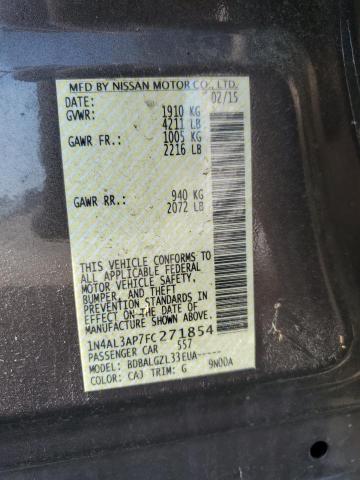 MFD BY NISSAN MOTOR CO., LTD.
DATE: 02/15
GVWR: 1910 KG
4211 LB
GAWR FR.: 1005 KG
2216 LB
GAWR RR.: 940 KG
2072 LB
THIS VEHICLE CONFORMS TO
ALL APPLICABLE FEDERAL
MOTOR VEHICLE SAFETY,
BUMPER, AND THEFT
PREVENTION STANDARDS IN
EFFECT ON THE DATE OF
MANUFACTURE SHOWN ABOVE.
1N4AL3AP7FC271854
PASSENGER CAR 557
MODEL: BDBALGZL33EUA-----
COLOR: CAJ TRIM: G 9N00A